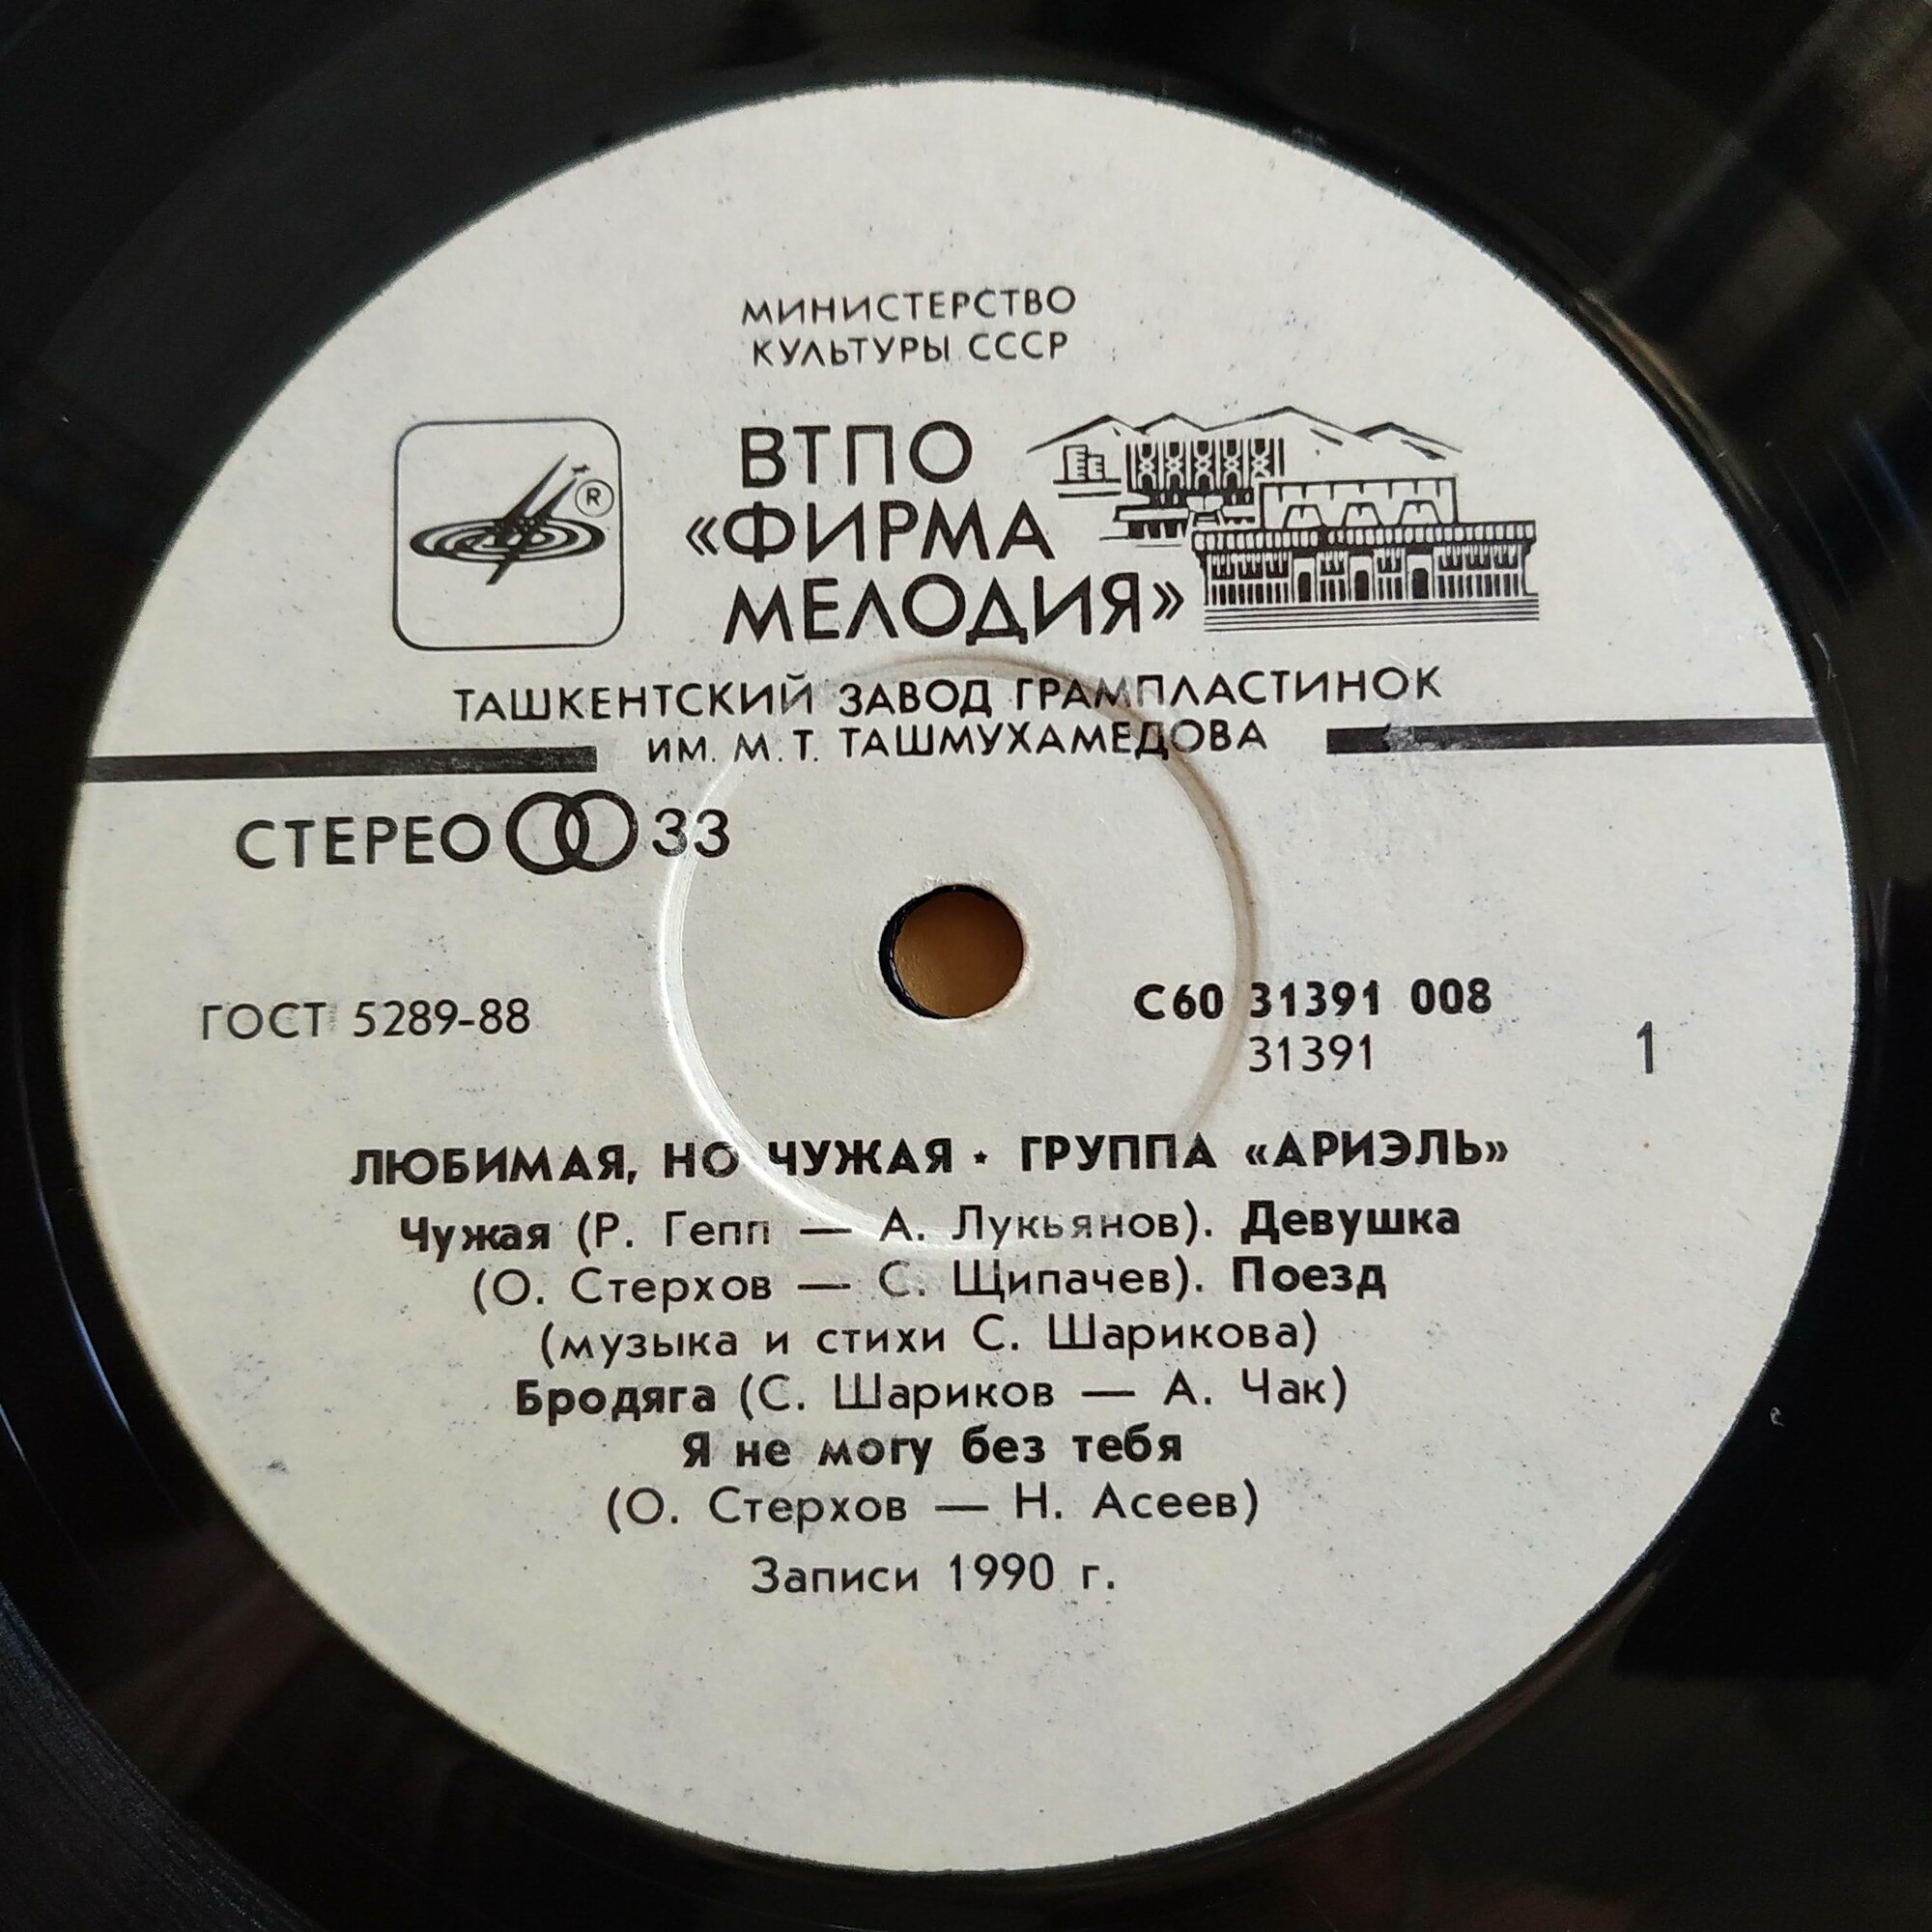 МИНИСТЕРСТВО
КУЛЬТУРЫ СССР
ВТПО
«ФИРМА
МЕЛОДИЯ»
®
ТАШКЕНТСКИЙ ЗАВОД ГРАМПЛАСТИНОК
ИМ. М. Т. ТАШМУХАМЕДОВА
СТЕРЕО 33
ГОСТ 5289-88
С60 31391 008
31391
1
ЛЮБИМАЯ, НО ЧУЖАЯ • ГРУППА «АРИЭЛЬ»
Чужая (Р. Гепп — А. Лукьянов). Девушка
(О. Стерхов — С. Щипачев). Поезд
(музыка и стихи С. Шарикова)
Бродяга (С. Шариков — А. Чак)
Я не могу без тебя
(О. Стерхов — Н. Асеев)
Записи 1990 г.